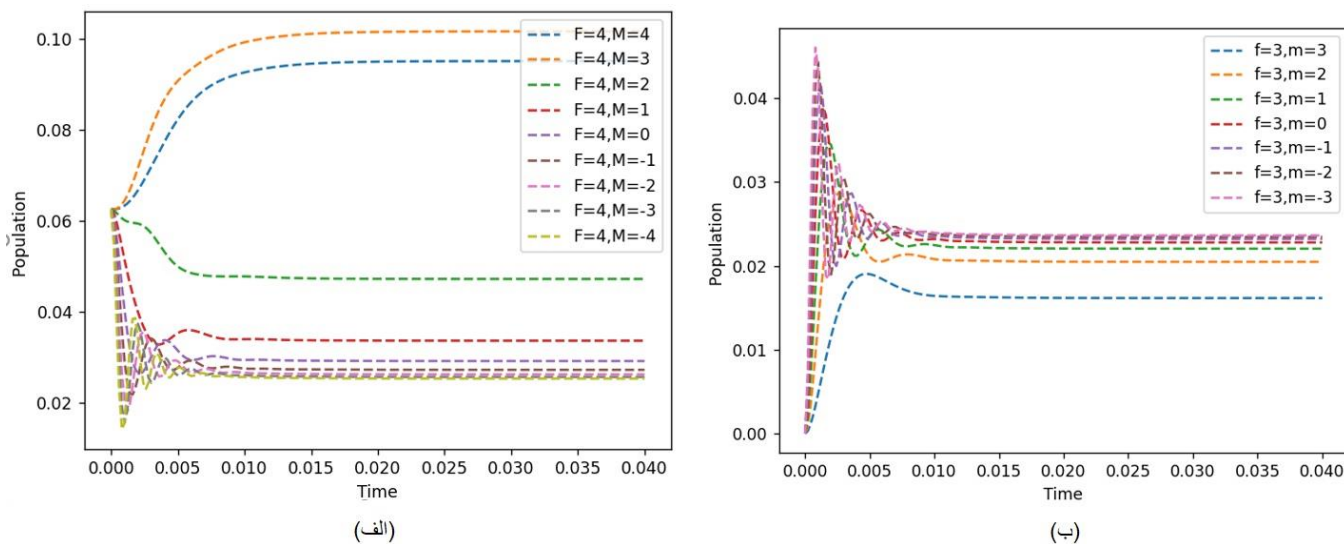 Population
0.10
0.08
0.06
0.04
0.02
F=4,M=4
F=4,M=3
F=4,M=2
F=4,M=1
F=4,M=0
F=4,M=-1
F=4,M=-2
F=4,M=-3
F=4,M=-4
0.000 0.005 0.010 0.015 0.020 0.025 0.030 0.035 0.040
Time
(الف)
Population
0.04
0.03
0.02
0.01
0.00
f=3,m=3
f=3,m=2
f=3,m=1
f=3,m=0
f=3,m=-1
f=3,m=-2
f=3,m=-3
0.000 0.005 0.010 0.015 0.020 0.025 0.030 0.035 0.040
Time
(ب)